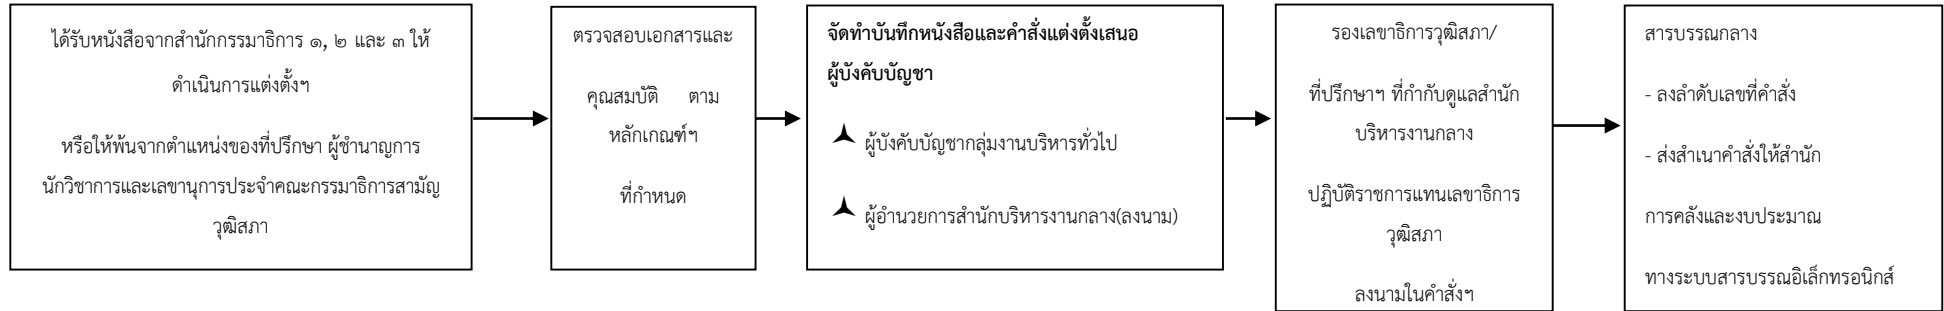 ได้รับหนังสือจากสำนักกรรมาธิการ ๑, ๒ และ ๓ ให้
ดำเนินการแต่งตั้งฯ
หรือให้พ้นจากตำแหน่งของที่ปรึกษา ผู้ชำนาญการ
นักวิชาการและเลขานุการประจำคณะกรรมาธิการสามัญ
วุฒิสภา
ตรวจสอบเอกสารและ
คุณสมบัติ ตาม
หลักเกณฑ์ฯ
ที่กำหนด
จัดทำบันทึกหนังสือและคำสั่งแต่งตั้งเสนอ
ผู้บังคับบัญชา
ผู้บังคับบัญชากลุ่มงานบริหารทั่วไป
ผู้อำนวยการสำนักบริหารงานกลาง(ลงนาม)
รองเลขาธิการวุฒิสภา/
ที่ปรึกษาฯ ที่กำกับดูแลสำนัก
บริหารงานกลาง
ปฏิบัติราชการแทนเลขาธิการ
วุฒิสภา
ลงนามในคำสั่งฯ
สารบรรณกลาง
- ลงลำดับเลขที่คำสั่ง
- ส่งสำเนาคำสั่งให้สำนัก
การคลังและงบประมาณ
ทางระบบสารบรรณอิเล็กทรอนิกส์